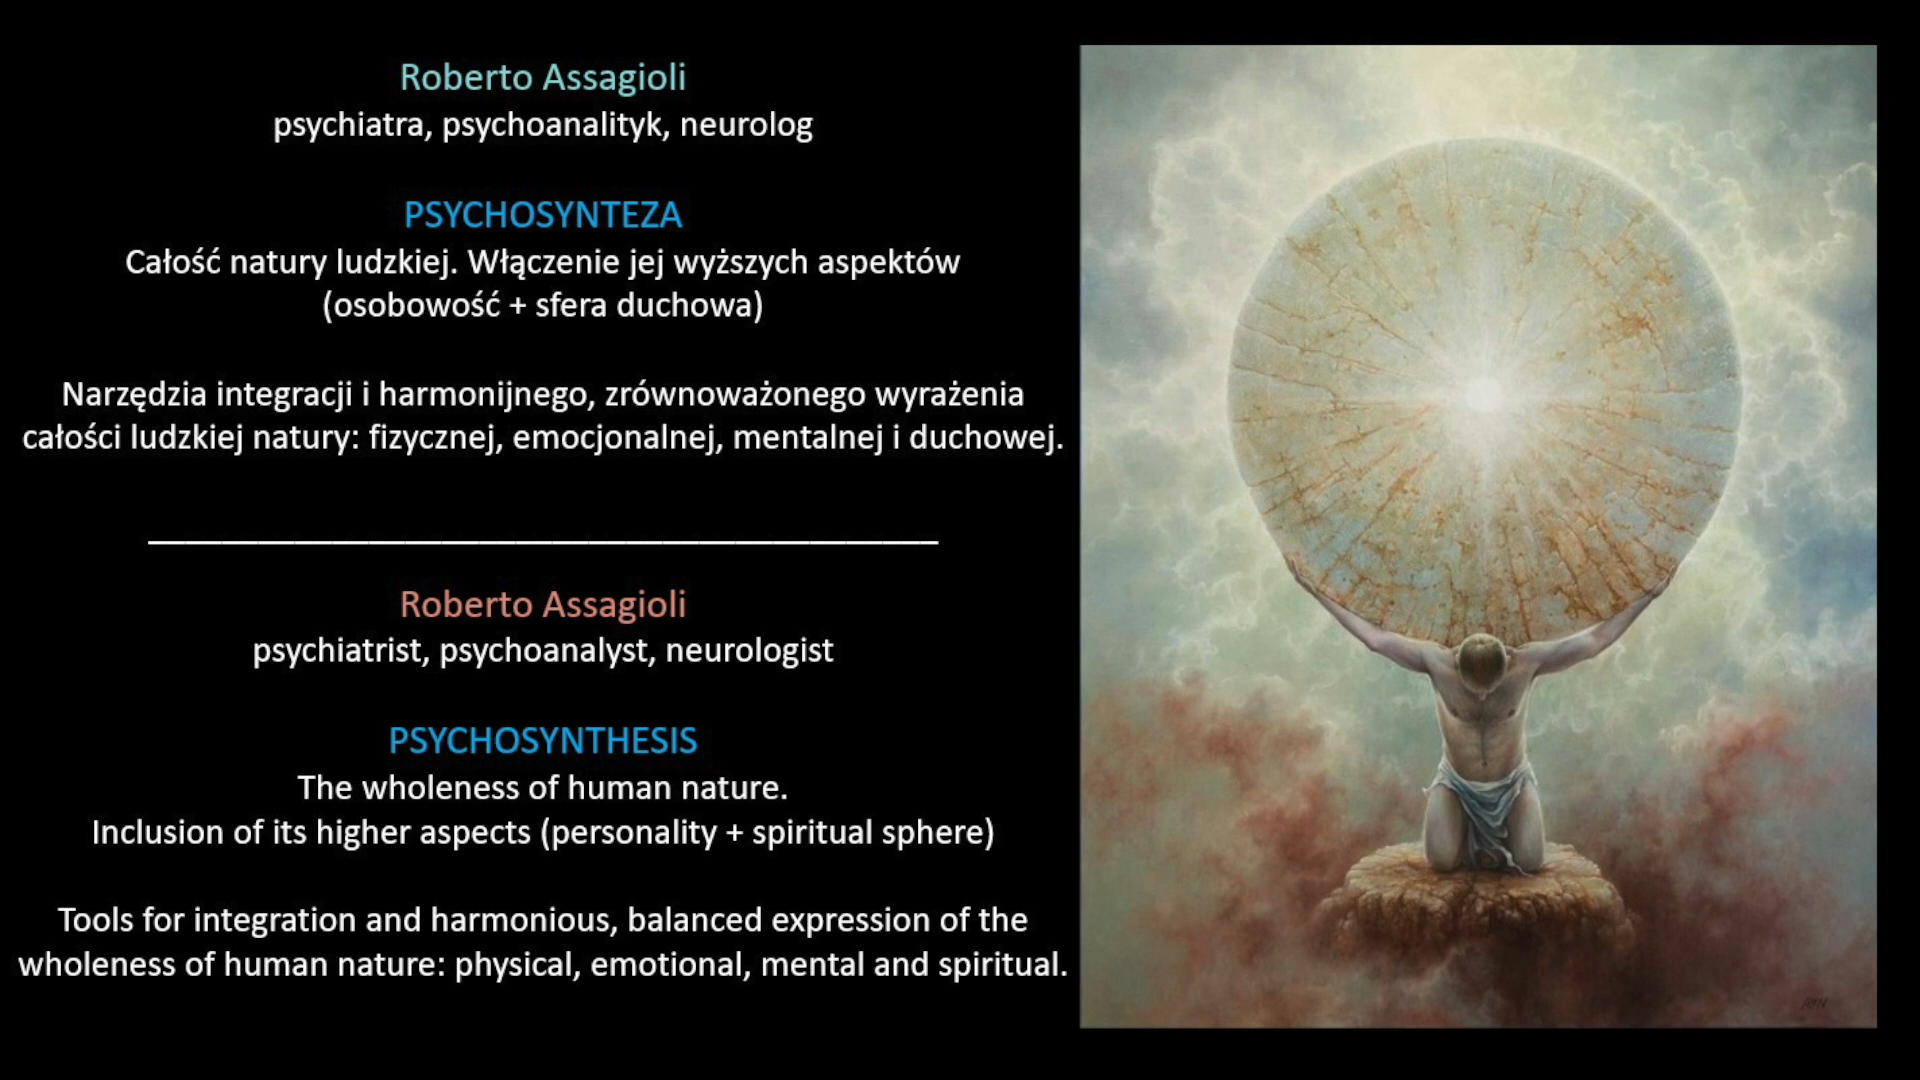 Roberto Assagioli
psychiatra, psychoanalityk, neurolog
PSYCHOSYNTEZA
Całość natury ludzkiej. Włączenie jej wyższych aspektów
(osobowość + sfera duchowa)
Narzędzia integracji i harmonijnego, zrównoważonego wyrażenia
całości ludzkiej natury: fizycznej, emocjonalnej, mentalnej i duchowej.
Roberto Assagioli
psychiatrist, psychoanalyst, neurologist
PSYCHOSYNTHESIS
The wholeness of human nature.
Inclusion of its higher aspects (personality + spiritual sphere)
Tools for integration and harmonious, balanced expression of the
wholeness of human nature: physical, emotional, mental and spiritual.